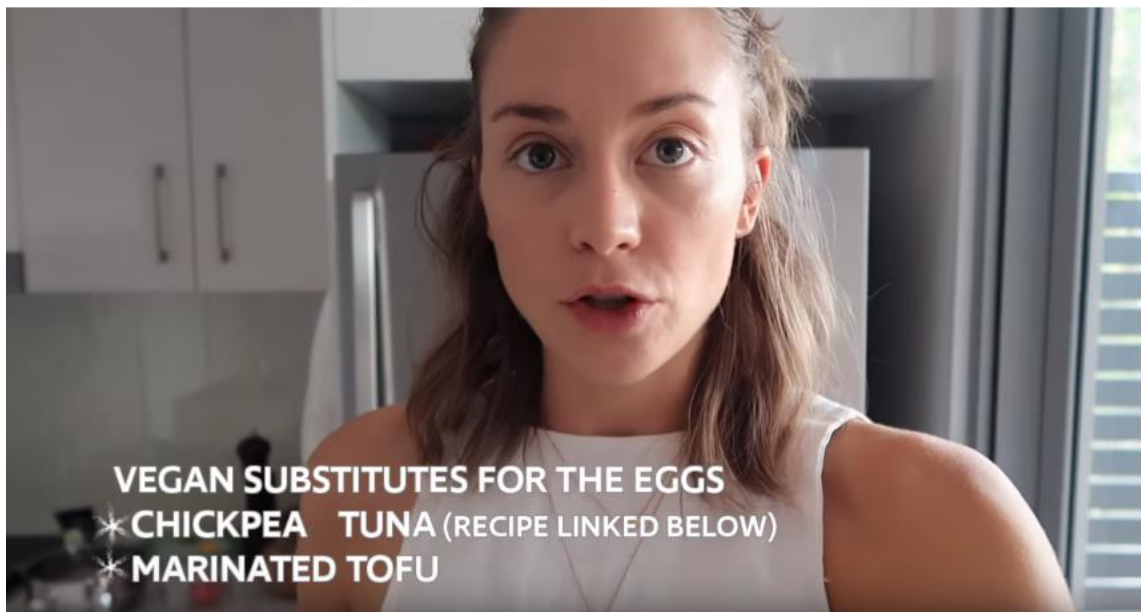 VEGAN SUBSTITUTES FOR THE EGGS
*CHICKPEA TUNA (RECIPE LINKED BELOW)
*MARINATED TOFU